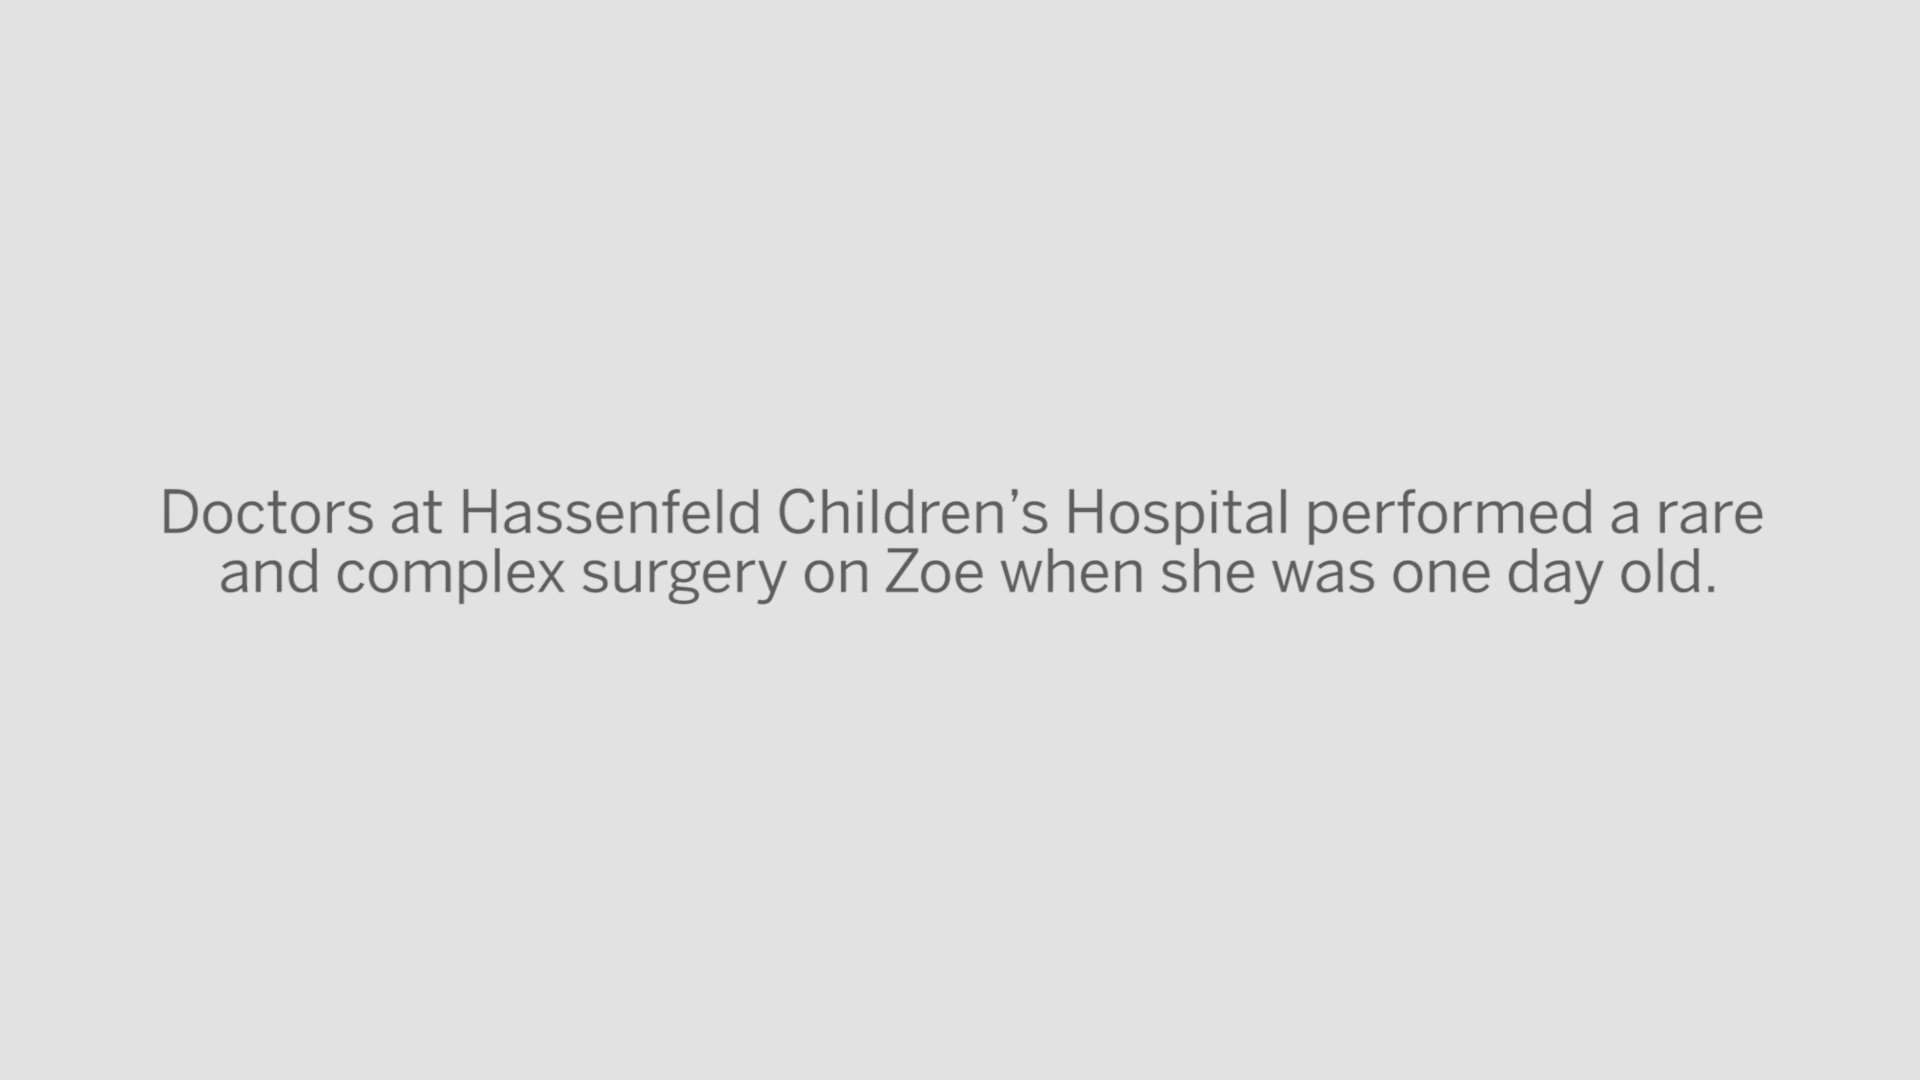 Doctors at Hassenfeld Children’s Hospital performed a rare
and complex surgery on Zoe when she was one day old.